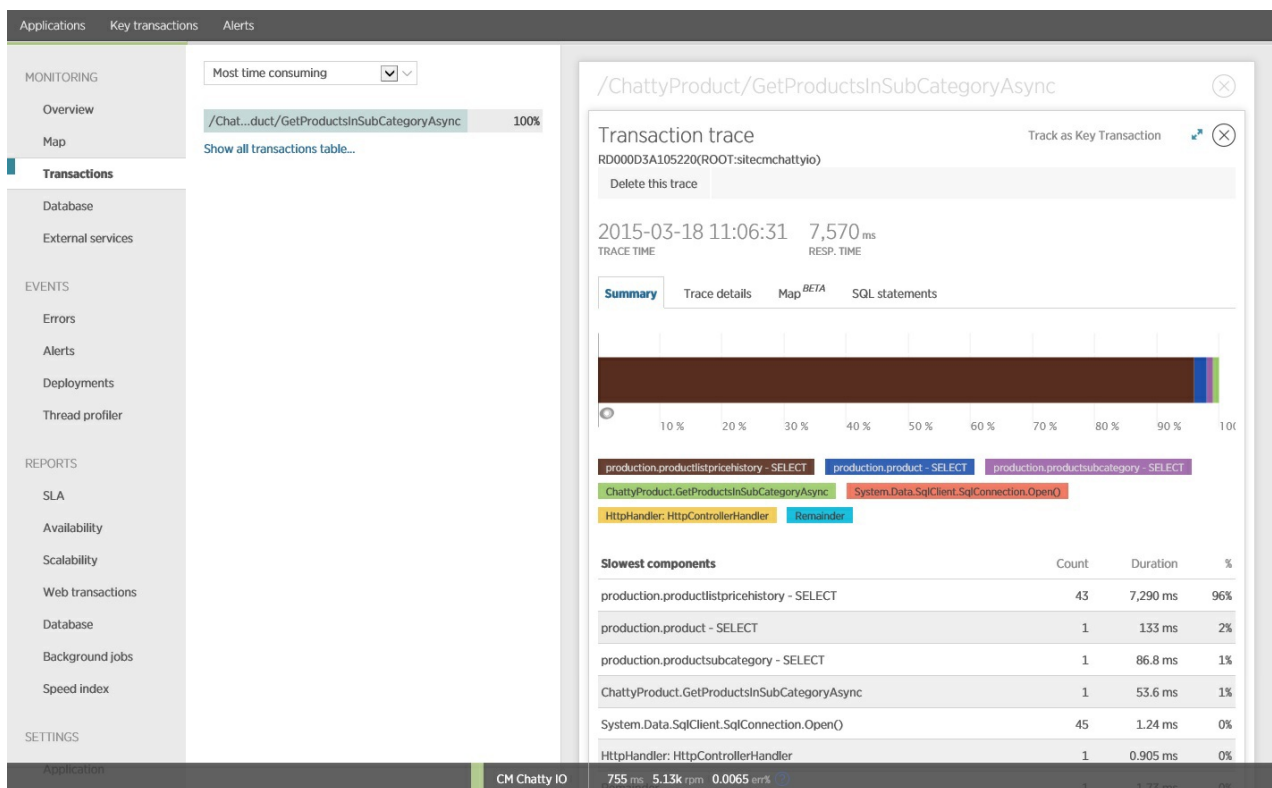 Applications Key transactions Alerts
MONITORING
Overview
Map
Transactions
Database
External services
EVENTS
Errors
Alerts
Deployments
Thread profiler
REPORTS
SLA
Availability
Scalability
Web transactions
Database
Background jobs
Speed index
SETTINGS
Application
Most time consuming
/Chat...duct/GetProductsInSubCategoryAsync 100%
Show all transactions table...
/ChattyProduct/GetProductsInSubCategoryAsync
Transaction trace Track as Key Transaction
RD000D3A105220(ROOT:sitecmchattyio)
Delete this trace
2015-03-18 11:06:31 7,570 ms
TRACE TIME RESP. TIME
Summary Trace details Map BETA SQL statements
10 % 20 % 30 % 40 % 50 % 60 % 70 % 80 % 90 % 10
production.productlistpricehistory - SELECT production.product - SELECT production.productsubcategory - SELECT
ChattyProduct.GetProductsInSubCategoryAsync System.Data.SqlClient.SqlConnection.Open()
HttpHandler: HttpControllerHandler Remainder
Slowest components Count Duration %
production.productlistpricehistory - SELECT 43 7,290 ms 96%
production.product - SELECT 1 133 ms 2%
production.productsubcategory - SELECT 1 86.8 ms 1%
ChattyProduct.GetProductsInSubCategoryAsync 1 53.6 ms 1%
System.Data.SqlClient.SqlConnection.Open() 45 1.24 ms 0%
HttpHandler: HttpControllerHandler 1 0.905 ms 0%
CM Chatty IO 755 ms 5.13k rpm 0.0065 err%